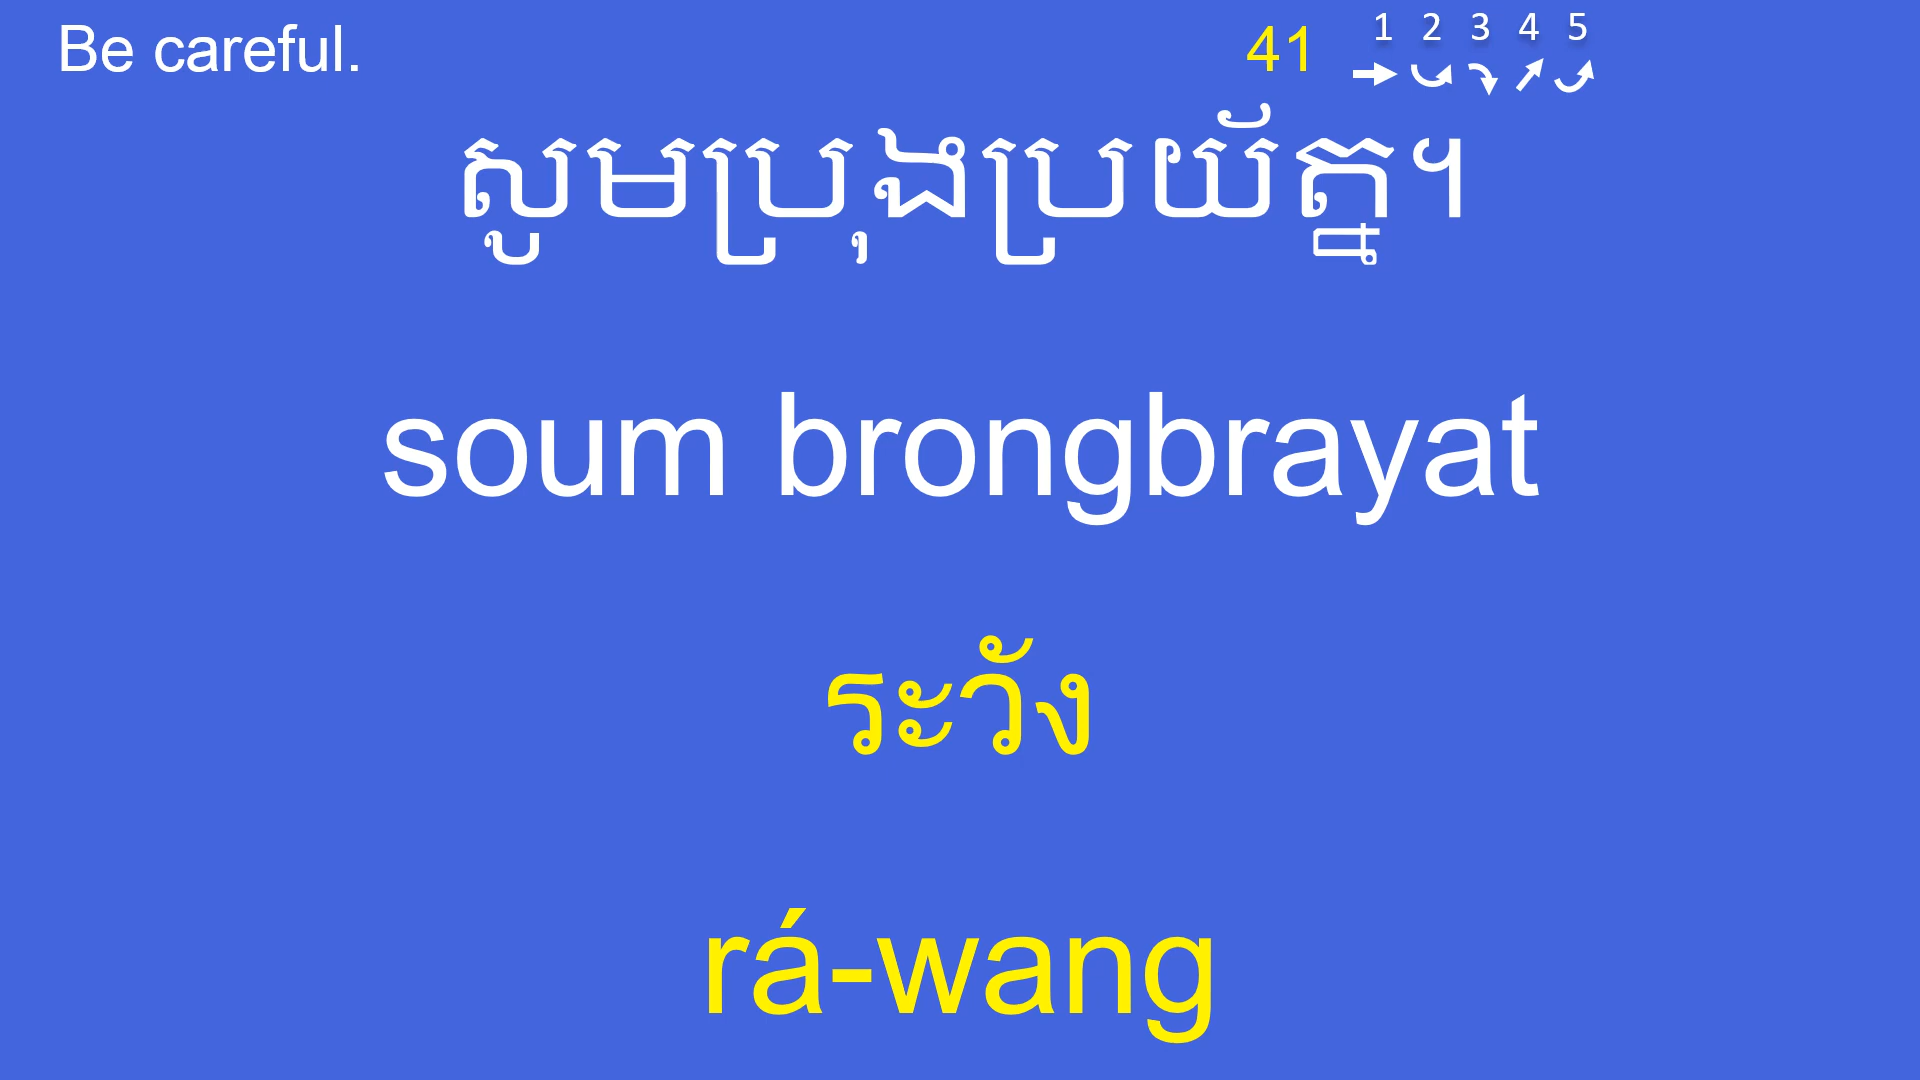 Be careful.
41 1 2 3 4 5
សូមប្រុងប្រយ័ត្ន។
soum brongbrayat
ระวัง
rá-wang